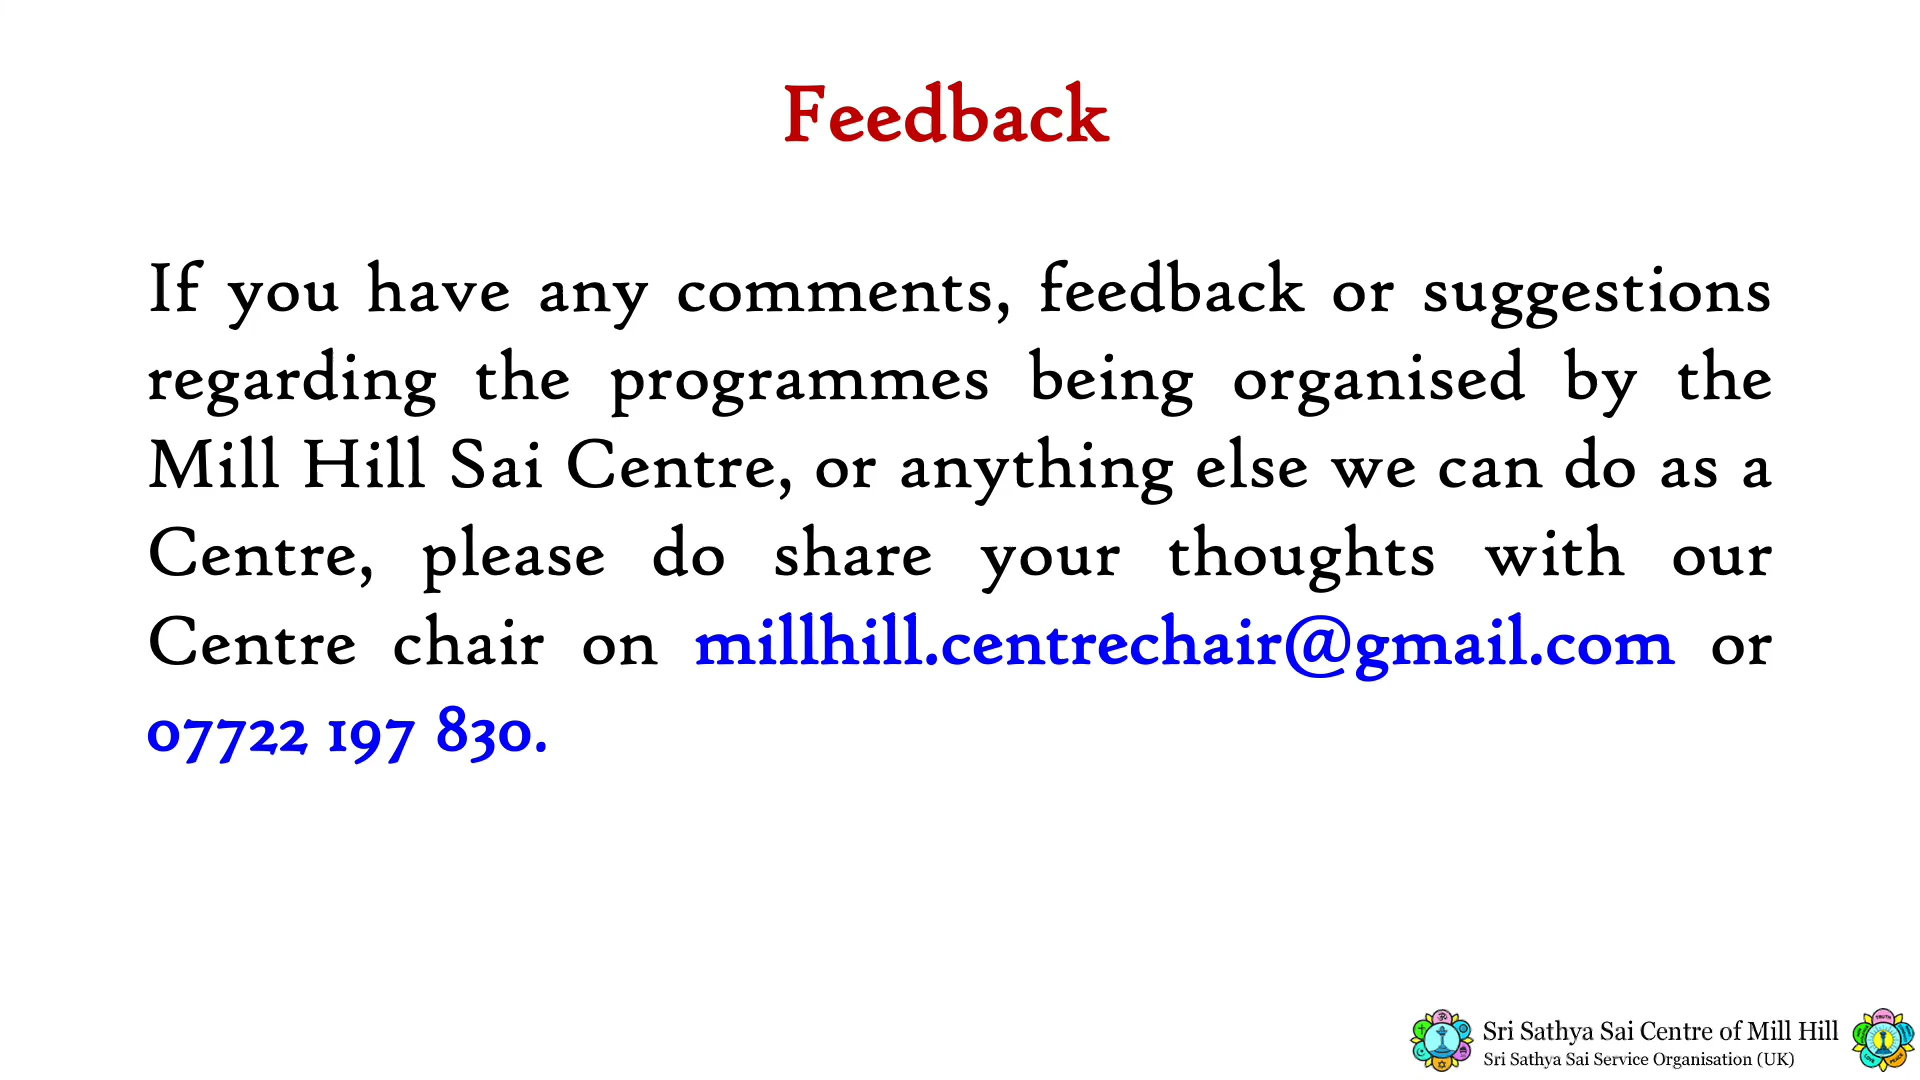 Feedback
If you have any comments, feedback or suggestions
regarding the programmes being organised by the
Mill Hill Sai Centre, or anything else we can do as a
Centre, please do share your thoughts with our
Centre chair on millhill.centrechair@gmail.com or
07722 197 830.
Sri Sathya Sai Centre of Mill Hill
Sri Sathya Sai Service Organisation (UK)
TRUTH
LOVE
PEACE